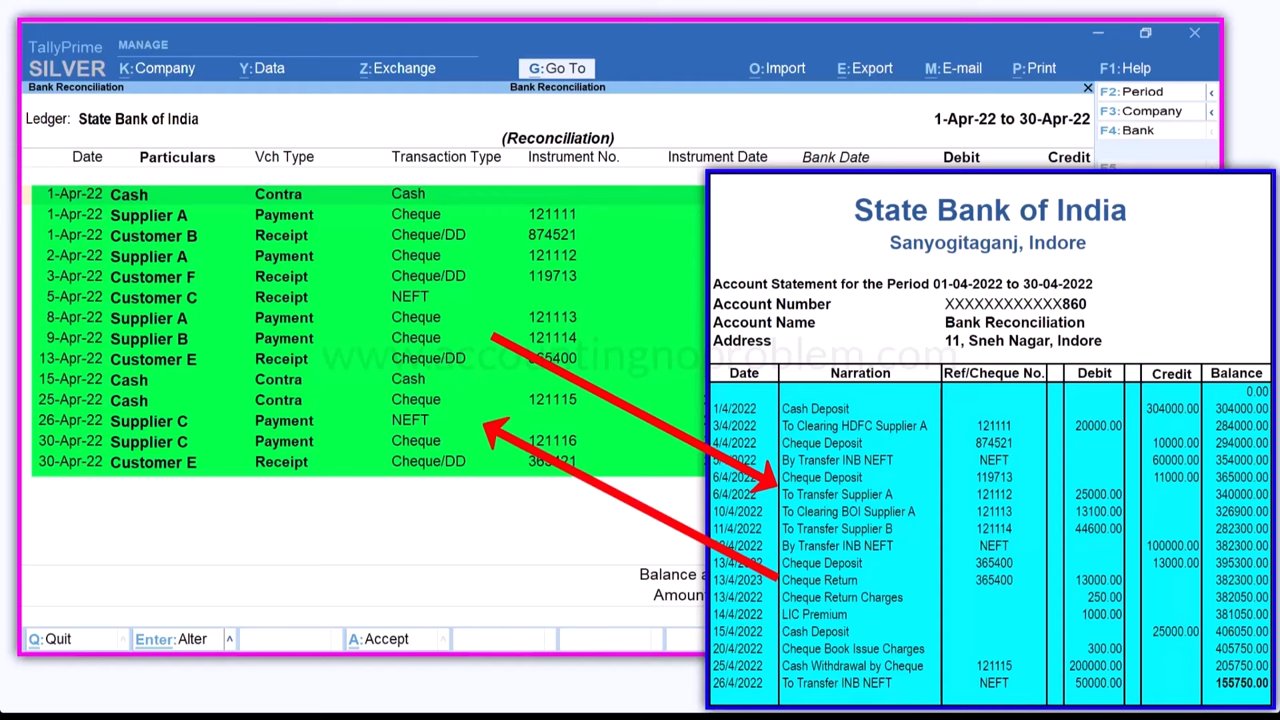 TallyPrime MANAGE
SILVER K:Company Y:Data Z:Exchange G:Go To O:Import E:Export M:E-mail P:Print F1:Help
Bank Reconciliation Bank Reconciliation
F2:Period
F3:Company
F4:Bank
Ledger: State Bank of India 1-Apr-22 to 30-Apr-22
(Reconciliation)
Date Particulars Vch Type Transaction Type Instrument No. Instrument Date Bank Date Debit Credit
1-Apr-22 Cash Contra Cash
1-Apr-22 Supplier A Payment Cheque 121111
1-Apr-22 Customer B Receipt Cheque/DD 874521
2-Apr-22 Supplier A Payment Cheque 121112
3-Apr-22 Customer F Receipt Cheque/DD 119713
5-Apr-22 Customer C Receipt NEFT
8-Apr-22 Supplier A Payment Cheque 121113
9-Apr-22 Supplier B Payment Cheque 121114
13-Apr-22 Customer E Receipt Cheque/DD 365400
15-Apr-22 Cash Contra Cash
25-Apr-22 Cash Contra Cheque 121115
26-Apr-22 Supplier C Payment NEFT
30-Apr-22 Supplier C Payment Cheque 121116
30-Apr-22 Customer E Receipt Cheque/DD
Balance
Amoun
Q:Quit Enter:Alter A:Accept
www.accountingnoproblem.com
State Bank of India
Sanyogitaganj, Indore
Account Statement for the Period 01-04-2022 to 30-04-2022
Account Number XXXXXXXXXXXX860
Account Name Bank Reconciliation
Address 11, Sneh Nagar, Indore
Date Narration Ref/Cheque No. Debit Credit Balance
0.00
1/4/2022 Cash Deposit 304000.00 304000.00
3/4/2022 To Clearing HDFC Supplier A 121111 20000.00 284000.00
4/4/2022 Cheque Deposit 874521 10000.00 294000.00
By Transfer INB NEFT NEFT 60000.00 354000.00
6/4/2022 Cheque Deposit 119713 11000.00 365000.00
6/4/2022 To Transfer Supplier A 121112 25000.00 340000.00
10/4/2022 To Clearing BOI Supplier A 121113 13100.00 326900.00
11/4/2022 To Transfer Supplier B 121114 44600.00 282300.00
By Transfer INB NEFT NEFT 100000.00 382300.00
13/4/2022 Cheque Deposit 365400 13000.00 395300.00
13/4/2023 Cheque Return 365400 13000.00 382300.00
13/4/2022 Cheque Return Charges 250.00 382050.00
14/4/2022 LIC Premium 1000.00 381050.00
15/4/2022 Cash Deposit 25000.00 406050.00
20/4/2022 Cheque Book Issue Charges 300.00 405750.00
25/4/2022 Cash Withdrawal by Cheque 121115 200000.00 205750.00
26/4/2022 To Transfer INB NEFT NEFT 50000.00 155750.00